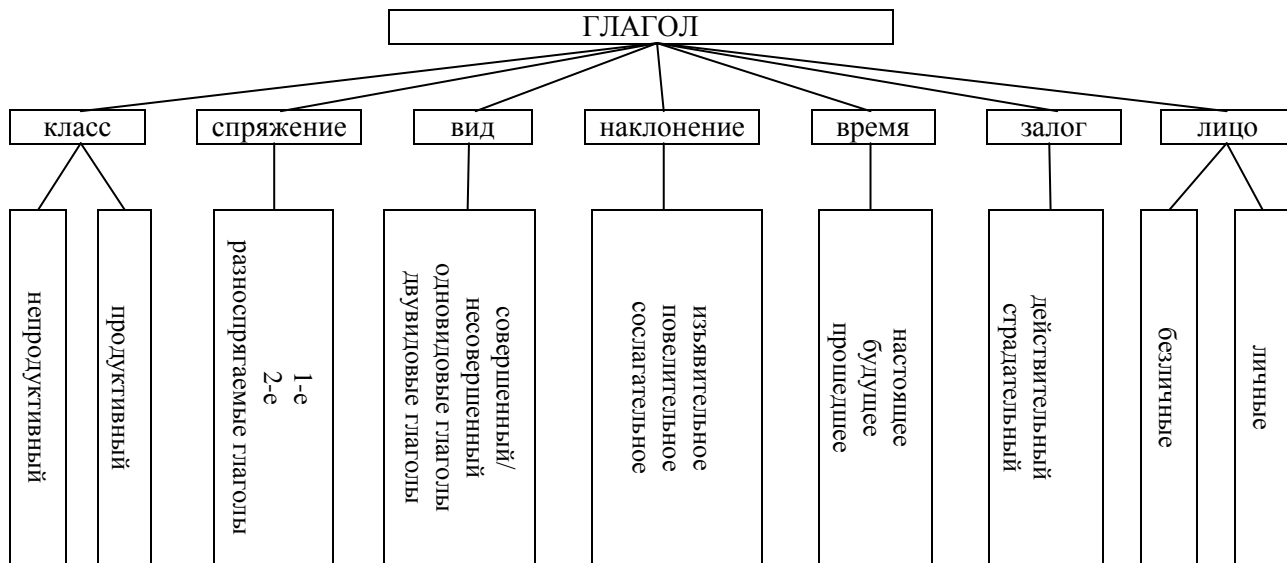 ГЛАГОЛ
класс
спряжение
вид
наклонение
время
залог
лицо
непродуктивный
продуктивный
1-е
2-е
разноспрягаемые глаголы
совершенный/
несовершенный
одновидовые глаголы
двувидовые глаголы
изъявительное
повелительное
сослагательное
настоящее
будущее
прошедшее
действительный
страдательный
безличные
личные